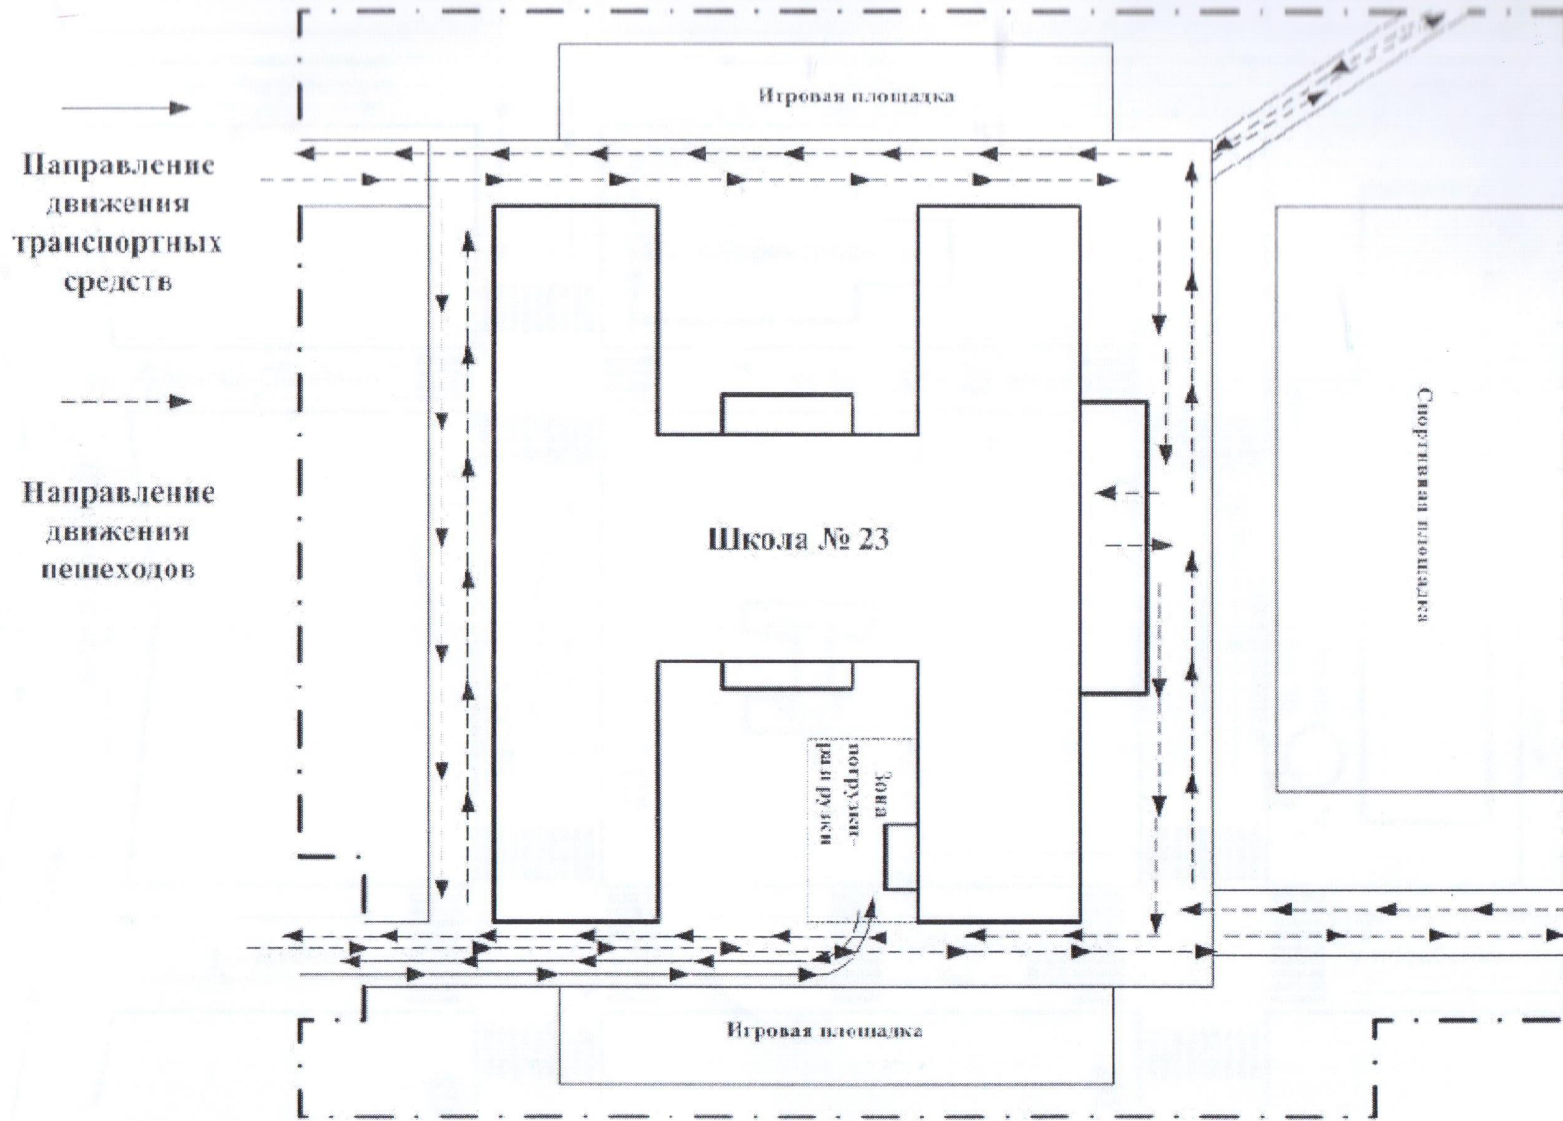 Игровая площадка
Направление
движения
транспортных
средств
Направление
движения
пешеходов
Школа № 23
Спортивная площадка
Зона
погрузки-
разгрузки
Игровая площадка